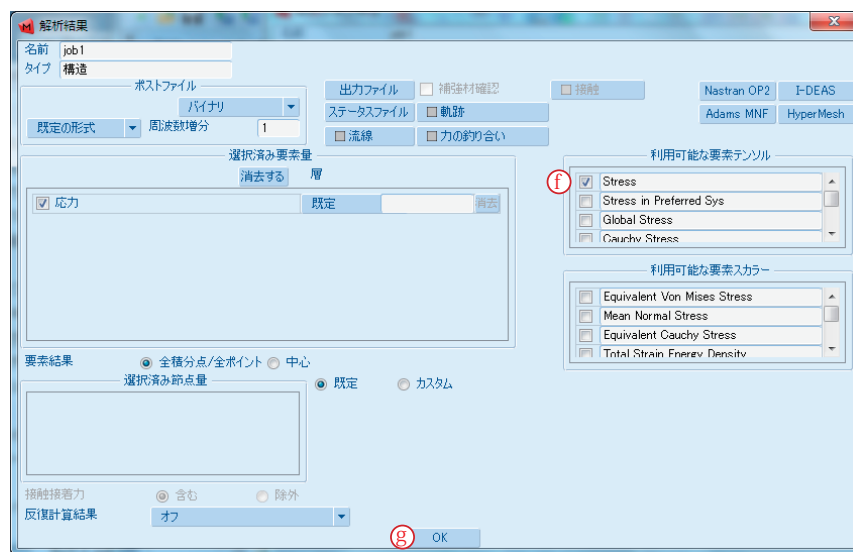 解析結果
名前 job1
タイプ 構造
ポストファイル
バイナリ
既定の形式 周波数増分 1
出力ファイル 補強材確認 接触
ステータスファイル 軌跡
流線 力の釣り合い
Nastran OP2 I-DEAS
Adams MNF HyperMesh
選択済み要素量
消去する 層
応力 既定 消去
f
利用可能な要素テンソル
Stress
Stress in Preferred Sys
Global Stress
Cauchy Stress
利用可能な要素スカラー
Equivalent Von Mises Stress
Mean Normal Stress
Equivalent Cauchy Stress
Total Strain Energy Density
要素結果 全積分点/全ポイント 中心
選択済み節点量
既定 カスタム
接触接着力 含む 除外
反復計算結果 オフ
g OK